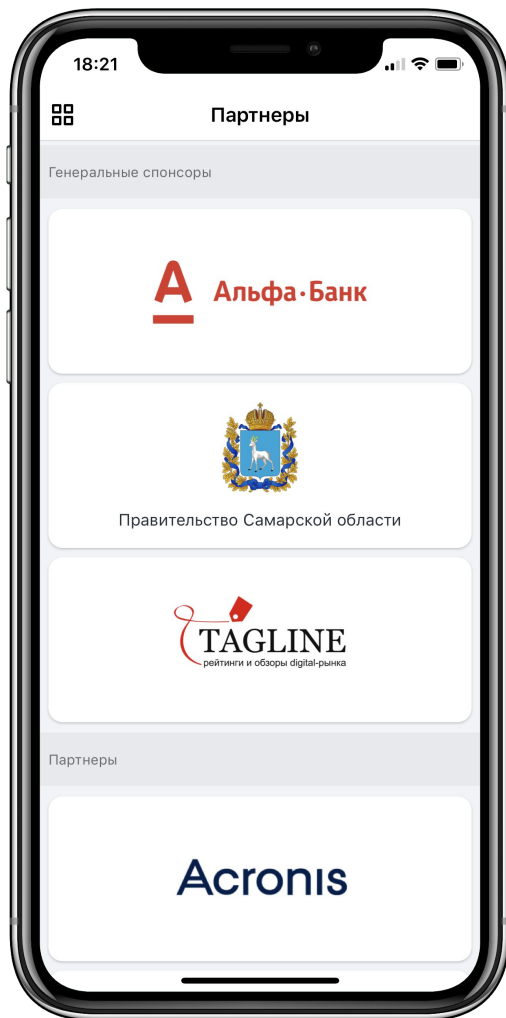 18:21
Партнеры
Генеральные спонсоры
Альфа·Банк
Правительство Самарской области
TAGLINE
рейтинги и обзоры digital-рынка
Партнеры
Acronis